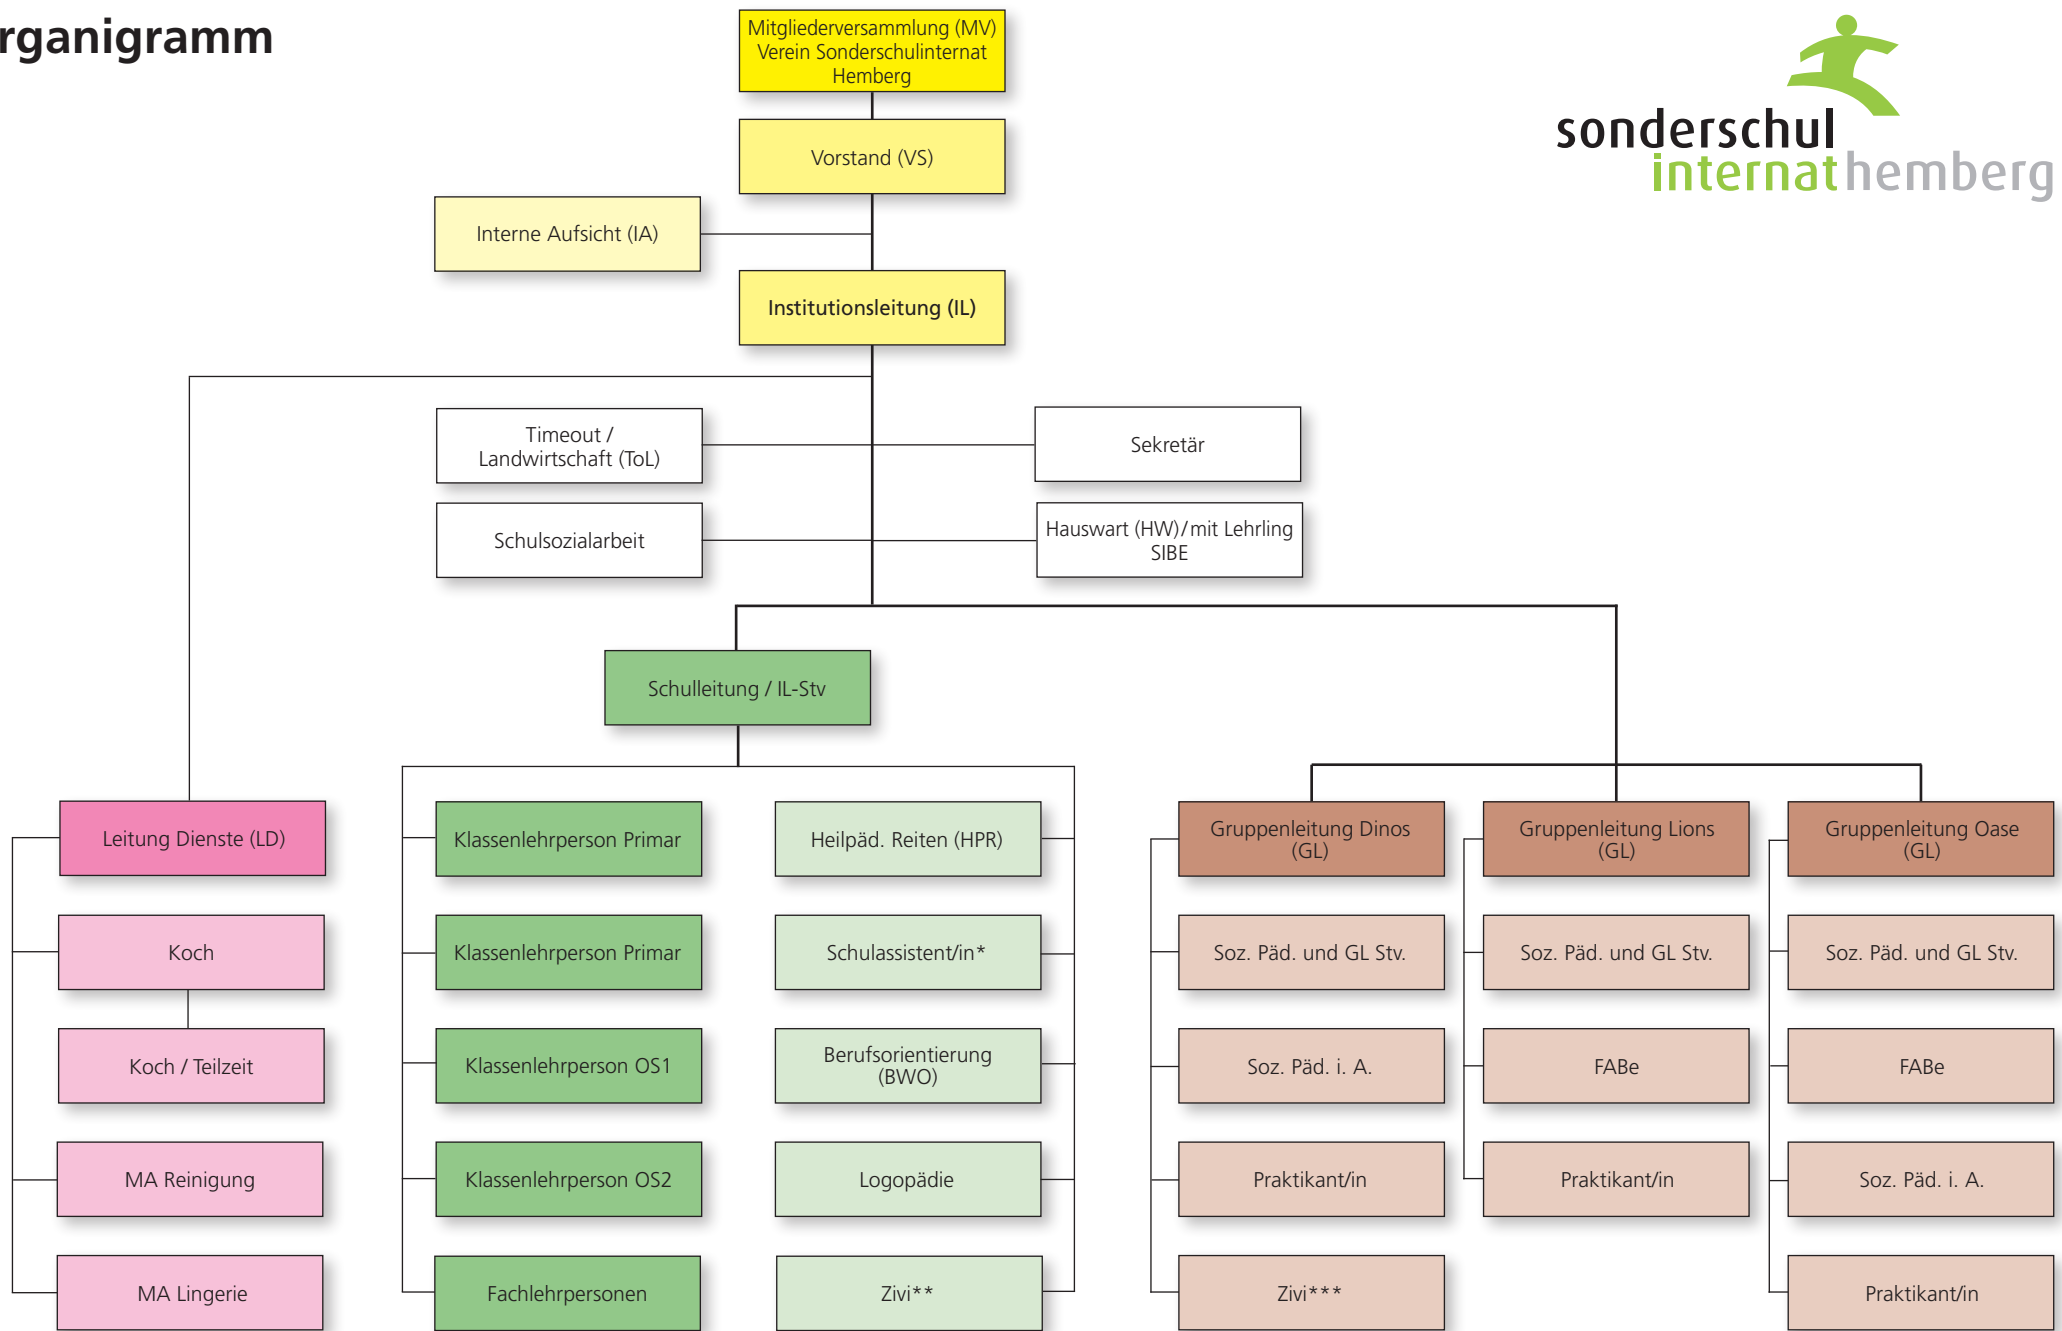 rganigramm
Mitgliederversammlung (MV)
Verein Sonderschulinternat
Hemberg
sonderschul
internathemberg
Vorstand (VS)
Interne Aufsicht (IA)
Institutionsleitung (IL)
Timeout /
Landwirtschaft (ToL)
Sekretär
Schulsozialarbeit
Hauswart (HW)/mit Lehrling
SIBE
Schulleitung / IL-Stv
Leitung Dienste (LD)
Koch
Koch / Teilzeit
MA Reinigung
MA Lingerie
Klassenlehrperson Primar
Klassenlehrperson Primar
Klassenlehrperson OS1
Klassenlehrperson OS2
Fachlehrpersonen
Heilpäd. Reiten (HPR)
Schulassistent/in*
Berufsorientierung
(BWO)
Logopädie
Zivi**
Gruppenleitung Dinos
(GL)
Soz. Päd. und GL Stv.
Soz. Päd. i. A.
Praktikant/in
Zivi***
Gruppenleitung Lions
(GL)
Soz. Päd. und GL Stv.
FABe
Praktikant/in
Gruppenleitung Oase
(GL)
Soz. Päd. und GL Stv.
FABe
Soz. Päd. i. A.
Praktikant/in